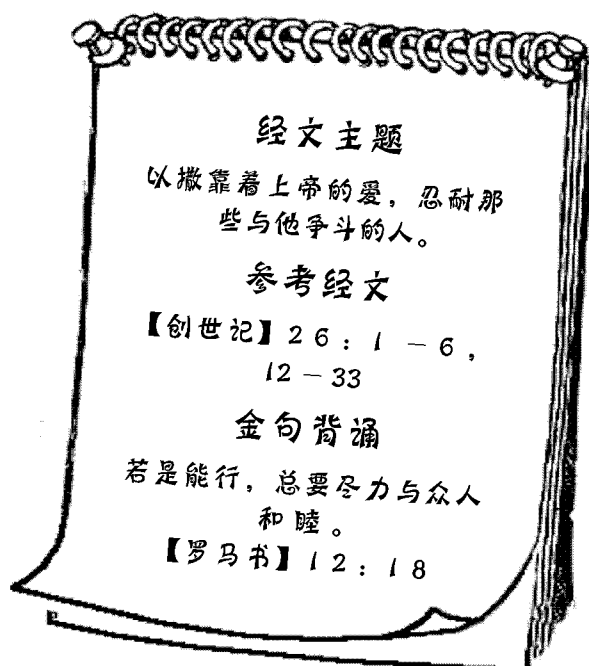 经文主题
以撒靠着上帝的爱，忍耐那
些与他争斗的人。
参考经文
【创世记】26：1－6，
12－33
金句背诵
若是能行，总要尽力与众人
和睦。
【罗马书】12：18